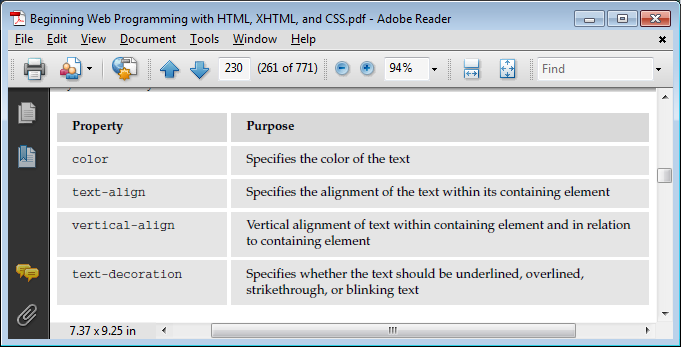 Beginning Web Programming with HTML, XHTML, and CSS.pdf - Adobe Reader
File Edit View Document Tools Window Help
230 (261 of 771) 94% Find
Property Purpose
color Specifies the color of the text
text-align Specifies the alignment of the text within its containing element
vertical-align Vertical alignment of text within containing element and in relation
to containing element
text-decoration Specifies whether the text should be underlined, overlined,
strikethrough, or blinking text
7.37 x 9.25 in